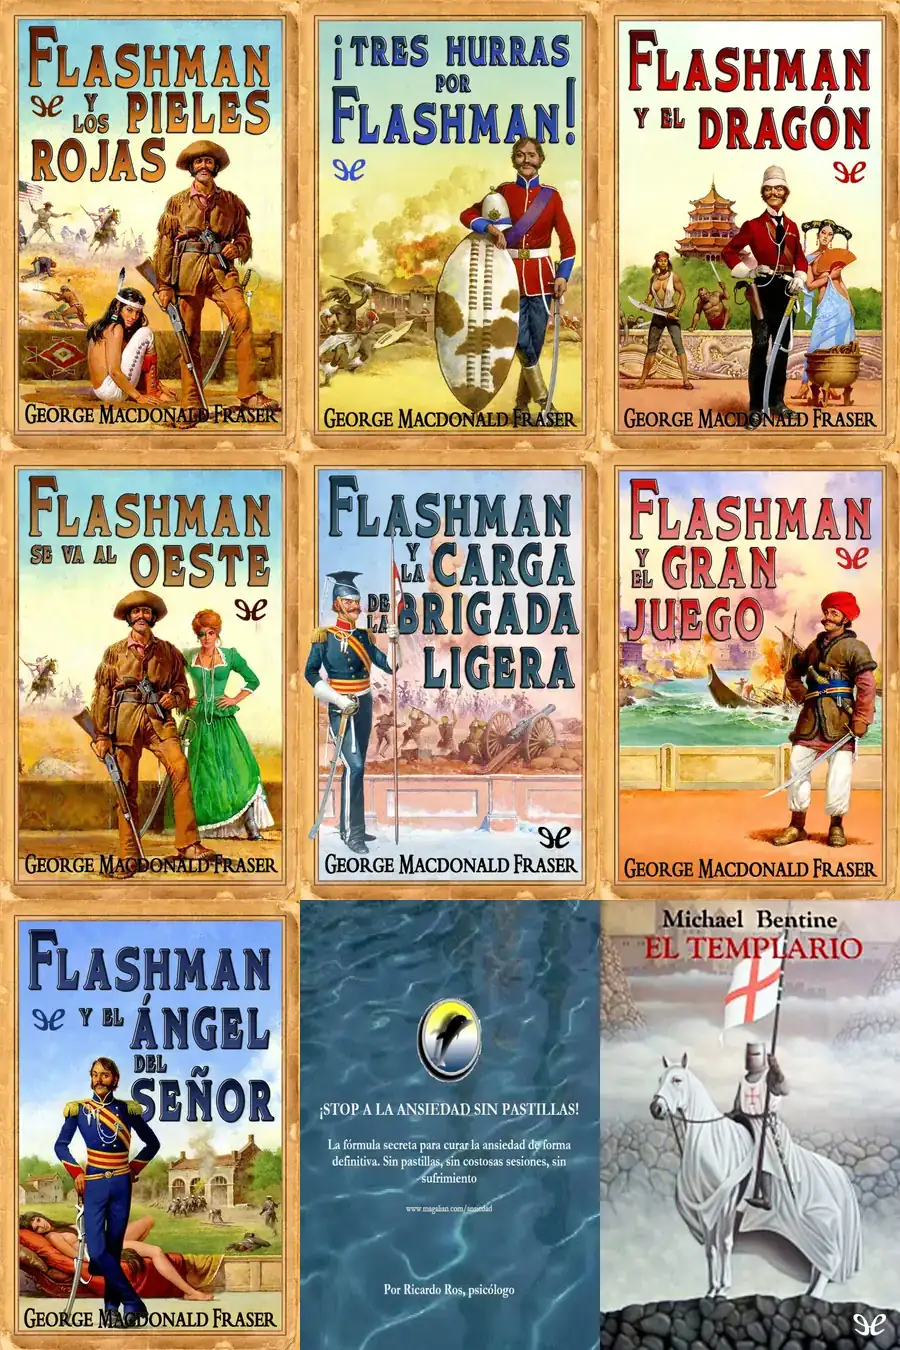 FLASHMAN
Y
LOS PIELES
ROJAS
GEORGE MACDONALD FRASER
¡TRES HURRAS
POR
FLASHMAN!
GEORGE MACDONALD FRASER
FLASHMAN
Y EL DRAGÓN
GEORGE MACDONALD FRASER
FLASHMAN
SE VA AL OESTE
GEORGE MACDONALD FRASER
FLASHMAN
Y
LA CARGA
DE
LA BRIGADA
LIGERA
GEORGE MACDONALD FRASER
FLASHMAN
Y
EL GRAN
JUEGO
GEORGE MACDONALD FRASER
FLASHMAN
Y EL ÁNGEL
DEL
SEÑOR
GEORGE MACDONALD FRASER
¡STOP A LA ANSIEDAD SIN PASTILLAS!
La fórmula secreta para curar la ansiedad de forma
definitiva. Sin pastillas, sin costosas sesiones, sin
sufrimiento
www.magalian.com/ansiedad
Por Ricardo Ros, psicólogo
Michael Bentine
EL TEMPLARIO